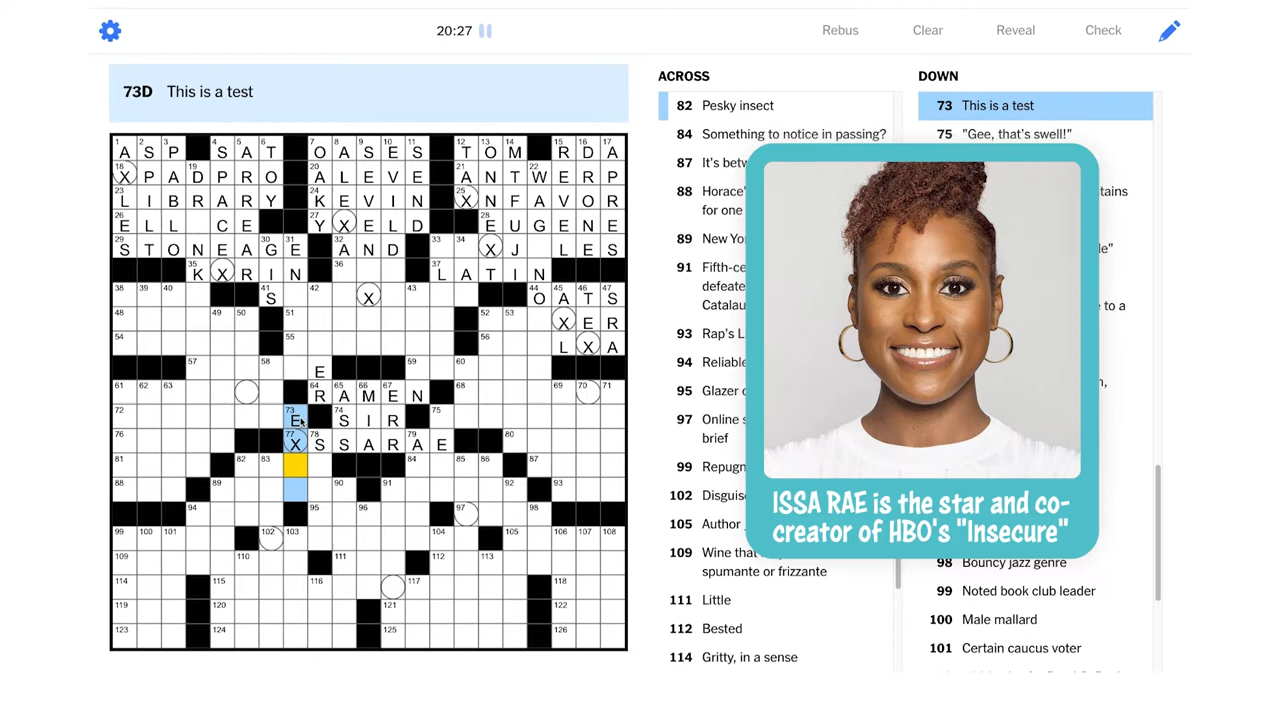 20:27
Rebus
Clear
Reveal
Check
73D This is a test
ACROSS
82 Pesky insect
84 Something to notice in passing?
87 It's betw
88 Horace'
for one
89 New Yo
91 Fifth-ce
defeate
Catalau
93 Rap's L
94 Reliable
95 Glazer o
97 Online s
brief
99 Repugn
102 Disguis
105 Author
109 Wine that
spumante or frizzante
111 Little
112 Bested
114 Gritty, in a sense
DOWN
73 This is a test
75 "Gee, that's swell!"
tains
le"
e to a
98 Bouncy jazz genre
99 Noted book club leader
100 Male mallard
101 Certain caucus voter
ISSA RAE is the star and co-
creator of HBO's "Insecure"
A S P S A T O A S E S T O M R D A
X P A D P R O A L E V E A N T W E R P
L I B R A R Y K E V I N X N F A V O R
E L L C E Y X E L D E U G E N E
S T O N E A G E A N D X J L E S
K X R I N L A T I N
S X O A T S
X E R
L X A
E
R A M E N
E S I R
X S S A R A E